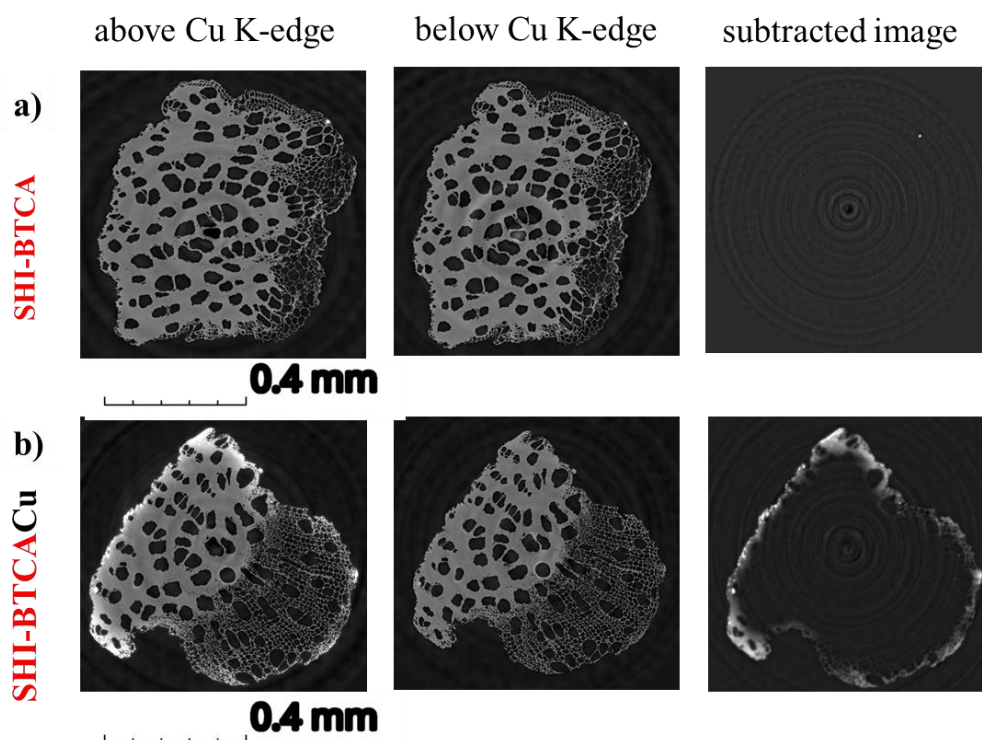 above Cu K-edge
below Cu K-edge
subtracted image
a)
SHI-BTCA
0.4 mm
b)
SHI-BTCACu
0.4 mm